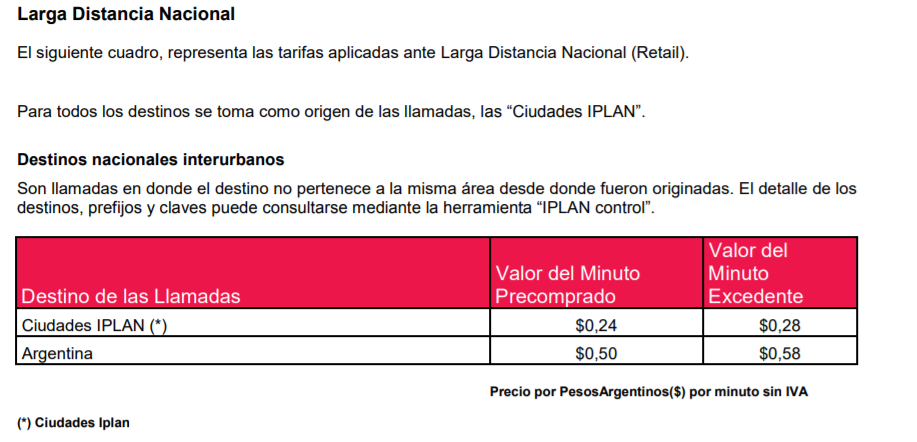 Larga Distancia Nacional
El siguiente cuadro, representa las tarifas aplicadas ante Larga Distancia Nacional (Retail).
Para todos los destinos se toma como origen de las llamadas, las “Ciudades IPLAN”.
Destinos nacionales interurbanos
Son llamadas en donde el destino no pertenece a la misma área desde donde fueron originadas. El detalle de los
destinos, prefijos y claves puede consultarse mediante la herramienta “IPLAN control”.
Destino de las Llamadas
Valor del Minuto
Precomprado
Valor del
Minuto
Excedente
Ciudades IPLAN (*) $0,24 $0,28
Argentina $0,50 $0,58
Precio por PesosArgentinos($) por minuto sin IVA
(*) Ciudades Iplan